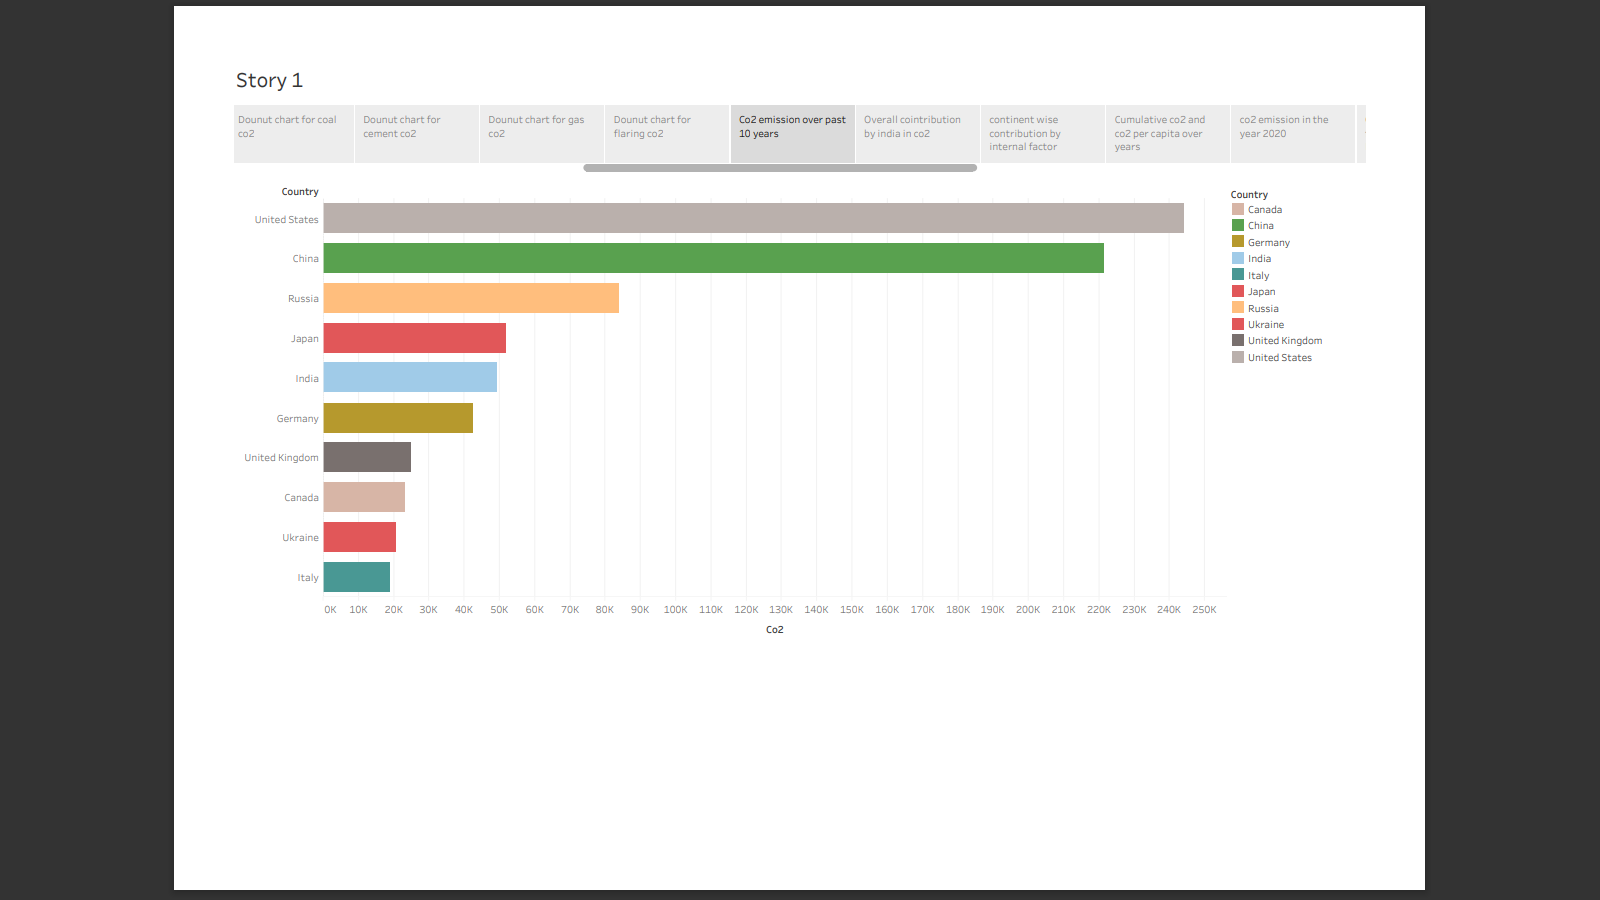 Story 1
Dounut chart for coal
co2
Dounut chart for
cement co2
Dounut chart for gas
co2
Dounut chart for
flaring co2
Co2 emission over past
10 years
Overall cointribution
by india in co2
continent wise
contribution by
internal factor
Cumulative co2 and
co2 per capita over
years
co2 emission in the
year 2020
Country
United States
China
Russia
Japan
India
Germany
United Kingdom
Canada
Ukraine
Italy
0K 10K 20K 30K 40K 50K 60K 70K 80K 90K 100K 110K 120K 130K 140K 150K 160K 170K 180K 190K 200K 210K 220K 230K 240K 250K
Co2
Country
Canada
China
Germany
India
Italy
Japan
Russia
Ukraine
United Kingdom
United States